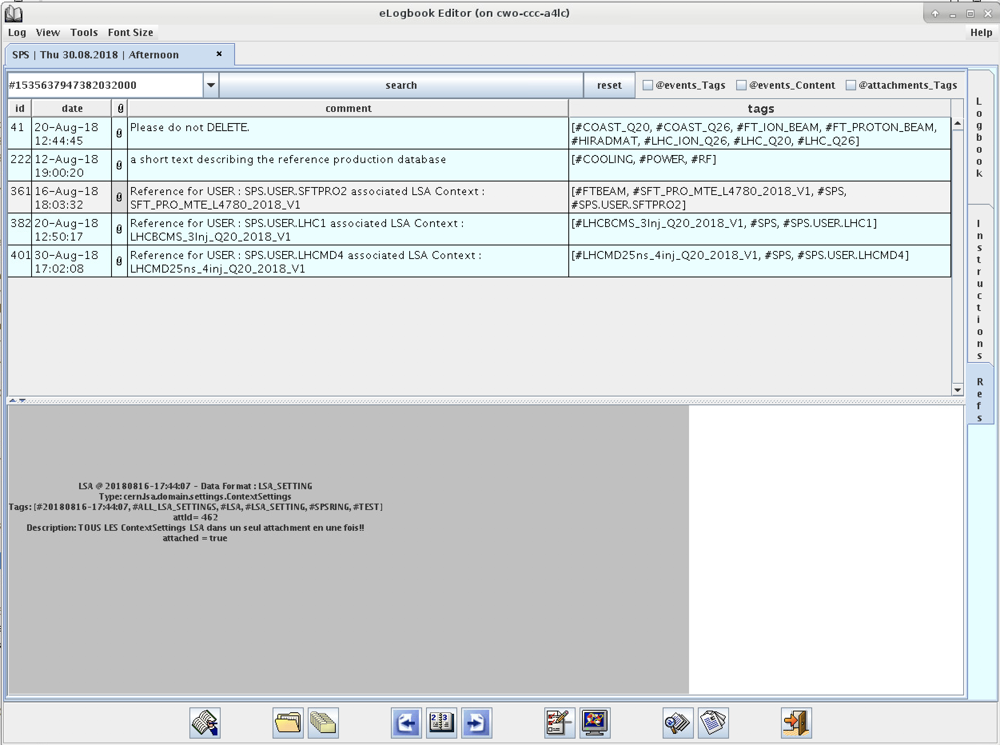 eLogbook Editor (on cwo-ccc-a4lc)
Log View Tools Font Size Help
SPS | Thu 30.08.2018 | Afternoon ×
#1535637947382032000 search reset @events_Tags @events_Content @attachments_Tags
id date comment tags
41 20-Aug-18 Please do not DELETE. [#COAST_Q20, #COAST_Q26, #FT_ION_BEAM, #FT_PROTON_BEAM,
12:44:45 #HIRADMAT, #LHC_ION_Q26, #LHC_Q20, #LHC_Q26]
222 12-Aug-18 a short text describing the reference production database [#COOLING, #POWER, #RF]
19:00:20
361 16-Aug-18 Reference for USER : SPS.USER.SFTPRO2 associated LSA Context : [#FTBEAM, #SFT_PRO_MTE_L4780_2018_V1, #SPS,
18:03:32 SFT_PRO_MTE_L4780_2018_V1 #SPS.USER.SFTPRO2]
382 20-Aug-18 Reference for USER : SPS.USER.LHC1 associated LSA Context : [#LHCBCMS_3Inj_Q20_2018_V1, #SPS, #SPS.USER.LHC1]
12:50:17 LHCBCMS_3Inj_Q20_2018_V1
401 30-Aug-18 Reference for USER : SPS.USER.LHCMD4 associated LSA Context : [#LHCMD25ns_4inj_Q20_2018_V1, #SPS, #SPS.USER.LHCMD4]
17:02:08 LHCMD25ns_4inj_Q20_2018_V1
Logbook
Instructions
Refs
LSA @ 20180816-17:44:07 - Data Format : LSA_SETTING
Type: cern.lsa.domain.settings.ContextSettings
Tags: [#20180816-17:44:07, #ALL_LSA_SETTINGS, #LSA, #LSA_SETTING, #SPSRING, #TEST]
attId= 462
Description: TOUS LES ContextSettings LSA dans un seul attachment en une fois!!
attached = true
2 3